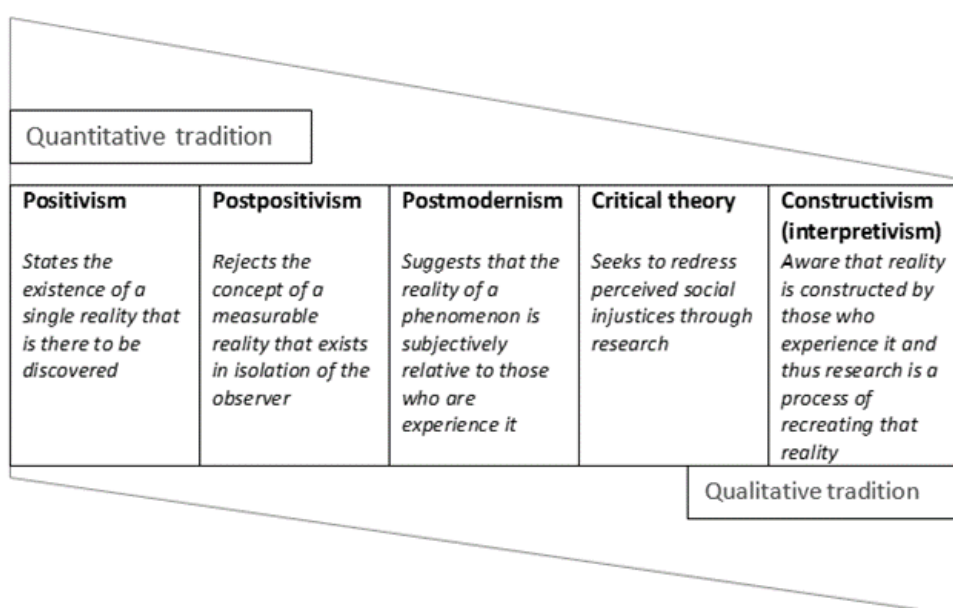 Quantitative tradition
Positivism
States the
existence of a
single reality that
is there to be
discovered
Postpositivism
Rejects the
concept of a
measurable
reality that exists
in isolation of the
observer
Postmodernism
Suggests that the
reality of a
phenomenon is
subjectively
relative to those
who are
experience it
Critical theory
Seeks to redress
perceived social
injustices through
research
Constructivism
(interpretivism)
Aware that reality
is constructed by
those who
experience it and
thus research is a
process of
recreating that
reality
Qualitative tradition